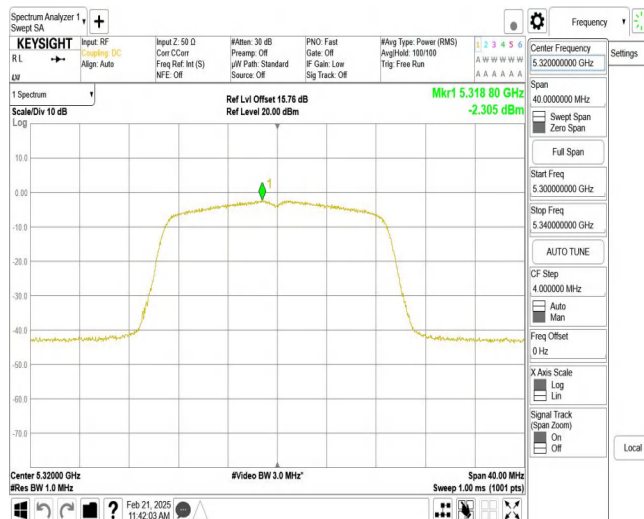 Spectrum Analyzer 1
Swept SA
Frequency
KEYSIGHT
R L
Input: RF
Coupling: DC
Align: Auto
Input Z: 50 Ω
Corr CCorr
Freq Ref: Int (S)
NFE: Off
#Atten: 30 dB
Preamp: Off
µW Path: Standard
Source: Off
PNO: Fast
Gate: Off
IF Gain: Low
Sig Track: Off
#Avg Type: Power (RMS)
Avg|Hold: 100/100
Trig: Free Run
1 2 3 4 5 6
A W W W W W
A A A A A A
1 Spectrum
Scale/Div 10 dB
Log
Ref Lvl Offset 15.76 dB
Ref Level 20.00 dBm
Mkr1 5.318 80 GHz
-2.305 dBm
1
10.0
0.00
-10.0
-20.0
-30.0
-40.0
-50.0
-60.0
-70.0
Center 5.32000 GHz
#Res BW 1.0 MHz
#Video BW 3.0 MHz*
Span 40.00 MHz
Sweep 1.00 ms (1001 pts)
Feb 21, 2025
11:42:03 AM
Center Frequency
5.320000000 GHz
Settings
Span
40.0000000 MHz
Swept Span
Zero Span
Full Span
Start Freq
5.300000000 GHz
Stop Freq
5.340000000 GHz
AUTO TUNE
CF Step
4.000000 MHz
Auto
Man
Freq Offset
0 Hz
X Axis Scale
Log
Lin
Signal Track
(Span Zoom)
On
Off
Local